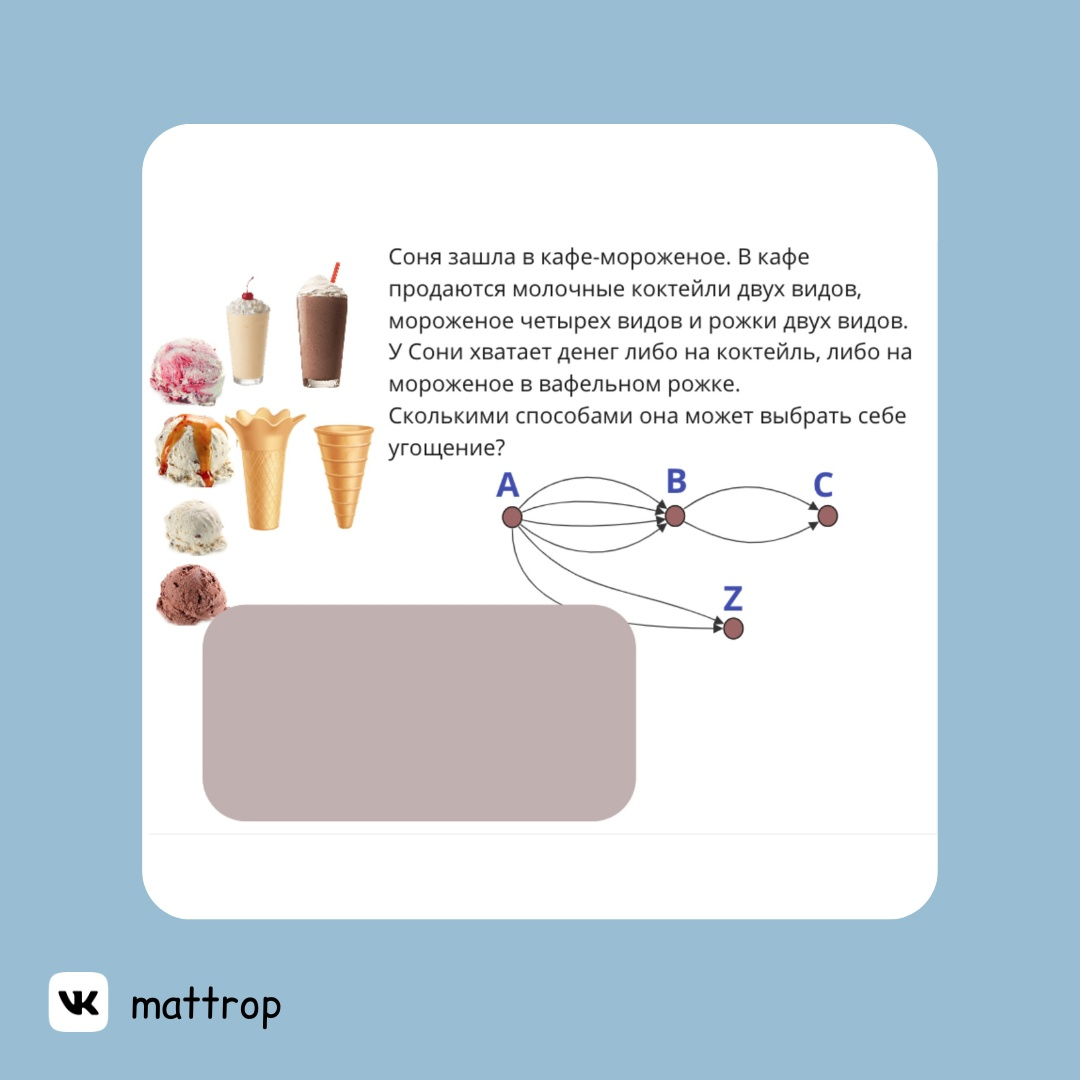 Соня зашла в кафе-мороженое. В кафе
продаются молочные коктейли двух видов,
мороженое четырех видов и рожки двух видов.
У Сони хватает денег либо на коктейль, либо на
мороженое в вафельном рожке.
Сколькими способами она может выбрать себе
угощение?
A B C
Z
mattrop